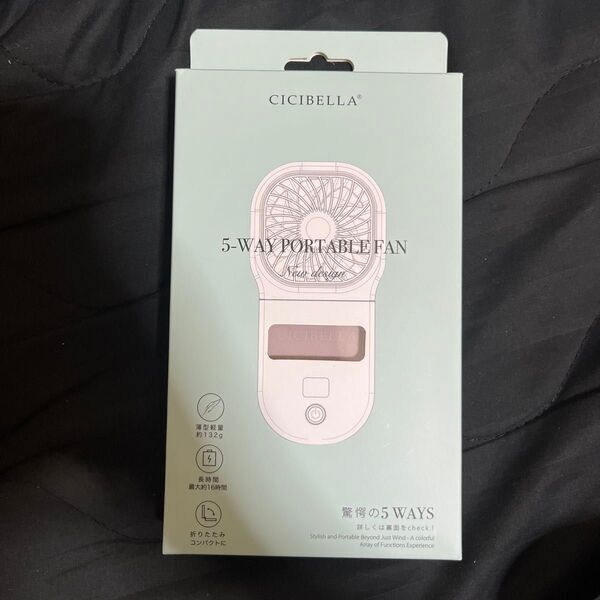 CICIBELLA®
5-WAY PORTABLE FAN
New design
CICIBELLA
薄型軽量
約132g
長時間
最大約16時間
折りたたみ
コンパクトに
驚愕の5 WAYS
詳しくは裏面をcheck!
Stylish and Portable Beyond Just Wind - A colorful
Array of Functions Experience